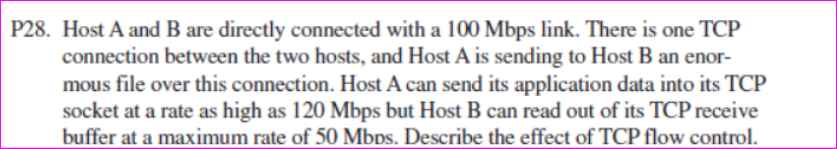 P28. Host A and B are directly connected with a 100 Mbps link. There is one TCP
connection between the two hosts, and Host A is sending to Host B an enor-
mous file over this connection. Host A can send its application data into its TCP
socket at a rate as high as 120 Mbps but Host B can read out of its TCP receive
buffer at a maximum rate of 50 Mbps. Describe the effect of TCP flow control.